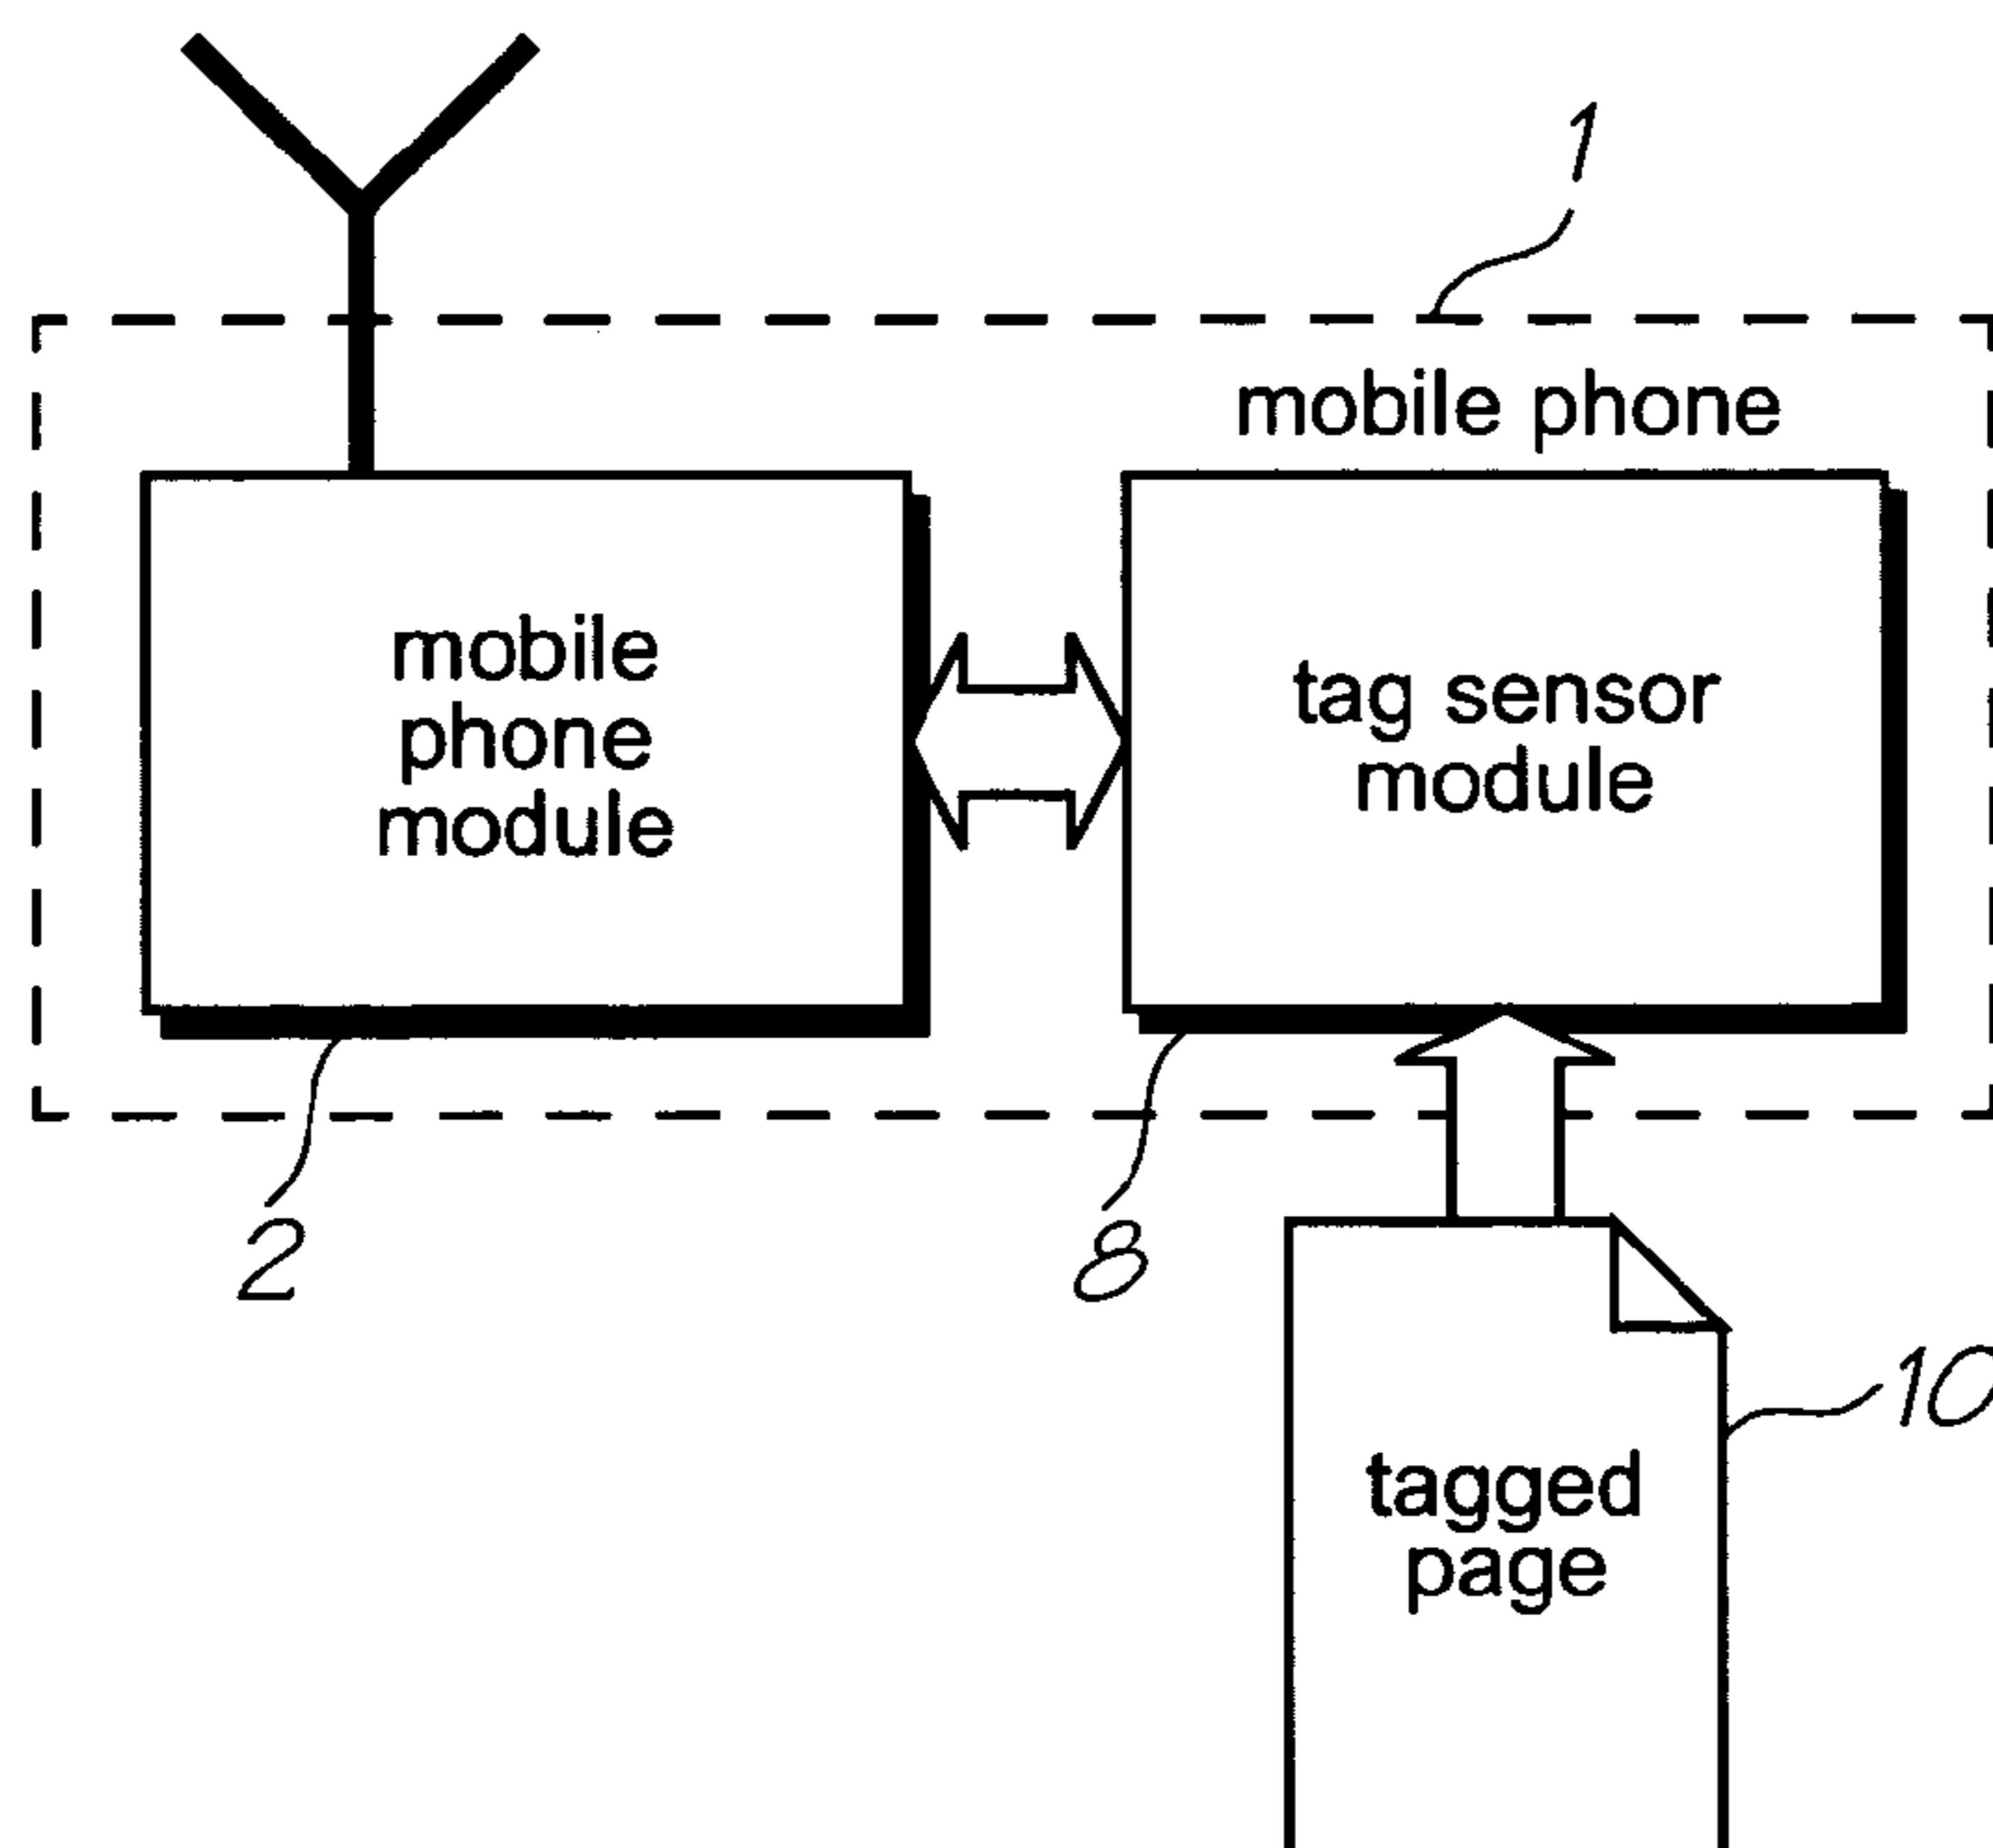 1
mobile phone
mobile
phone
module
tag sensor
module
2
8
10
tagged
page